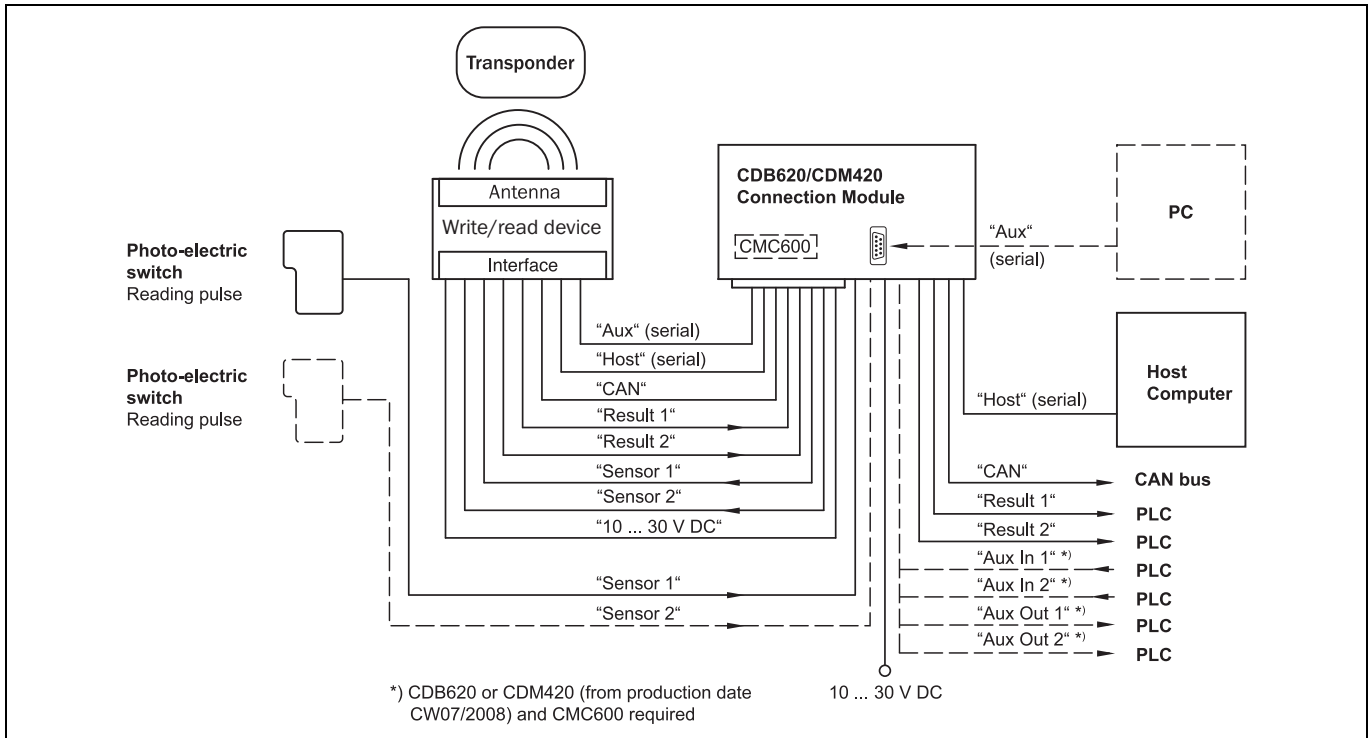 Transponder
Antenna
Write/read device
Interface
CDB620/CDM420
Connection Module
CMC600
PC
“Aux“
(serial)
Photo-electric
switch
Reading pulse
Photo-electric
switch
Reading pulse
“Aux“ (serial)
“Host“ (serial)
“CAN“
“Result 1“
“Result 2“
“Sensor 1“
“Sensor 2“
“10 ... 30 V DC“
“Sensor 1“
“Sensor 2“
Host
Computer
“Host“ (serial)
“CAN“ CAN bus
“Result 1“ PLC
“Result 2“ PLC
“Aux In 1“ *) PLC
“Aux In 2“ *) PLC
“Aux Out 1“ *) PLC
“Aux Out 2“ *) PLC
*) CDB620 or CDM420 (from production date
CW07/2008) and CMC600 required
10 ... 30 V DC